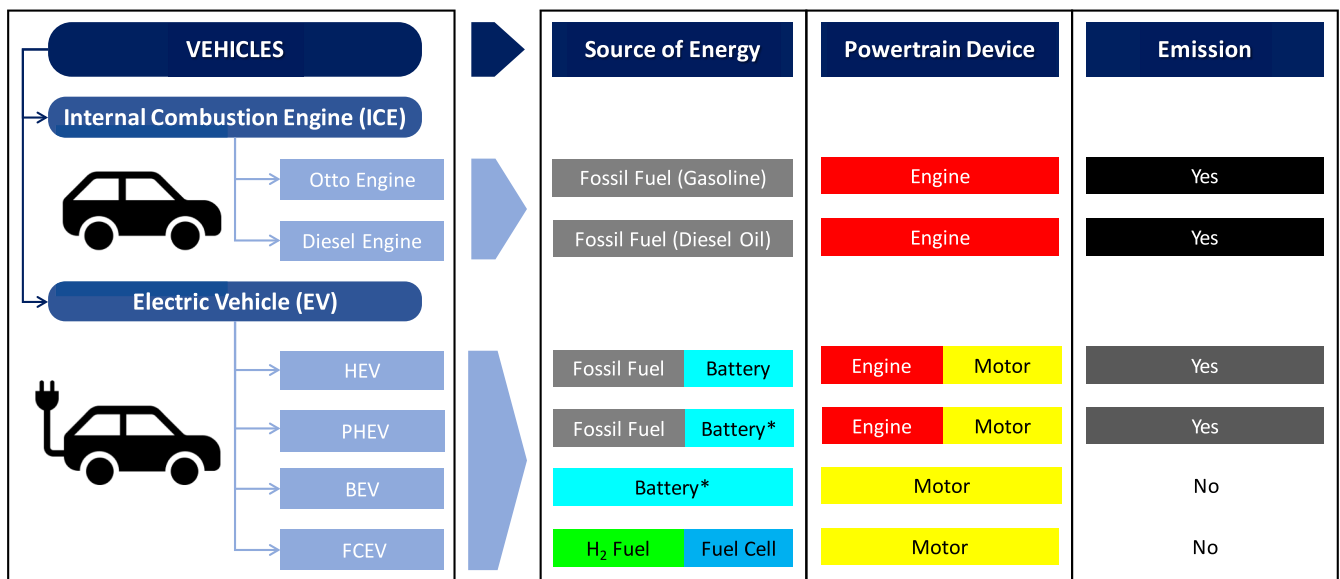 VEHICLES
Source of Energy
Powertrain Device
Emission
Internal Combustion Engine (ICE)
Otto Engine
Fossil Fuel (Gasoline)
Engine
Yes
Diesel Engine
Fossil Fuel (Diesel Oil)
Engine
Yes
Electric Vehicle (EV)
HEV
Fossil Fuel
Battery
Engine
Motor
Yes
PHEV
Fossil Fuel
Battery*
Engine
Motor
Yes
BEV
Battery*
Motor
No
FCEV
H₂ Fuel
Fuel Cell
Motor
No